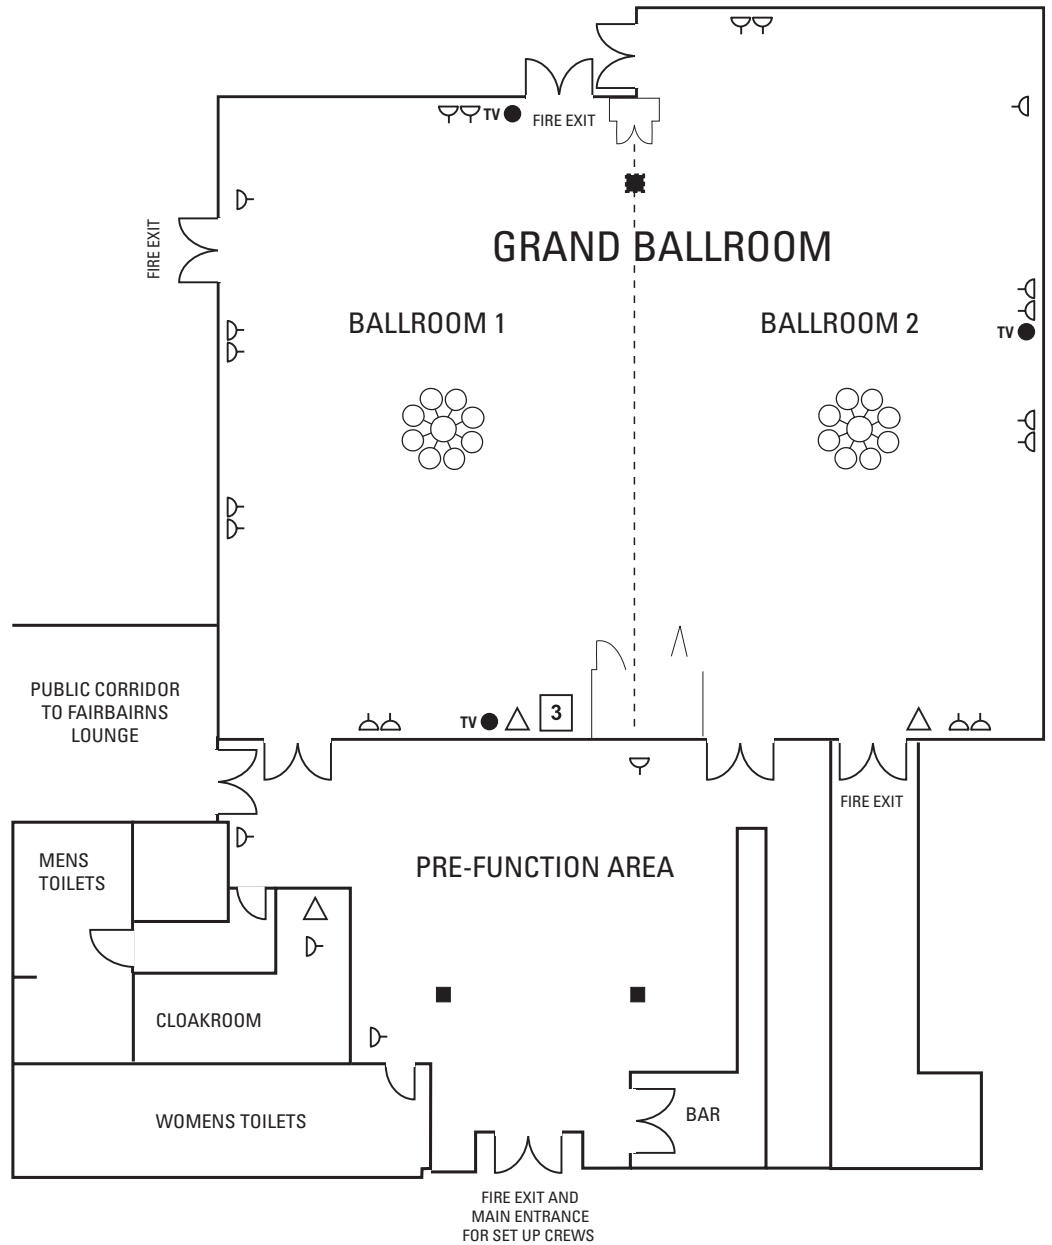 TV
FIRE EXIT
FIRE EXIT
GRAND BALLROOM
BALLROOM 1
BALLROOM 2
TV
PUBLIC CORRIDOR
TO FAIRBAIRNS
LOUNGE
TV
3
FIRE EXIT
MENS
TOILETS
PRE-FUNCTION AREA
CLOAKROOM
WOMENS TOILETS
BAR
FIRE EXIT AND
MAIN ENTRANCE
FOR SET UP CREWS